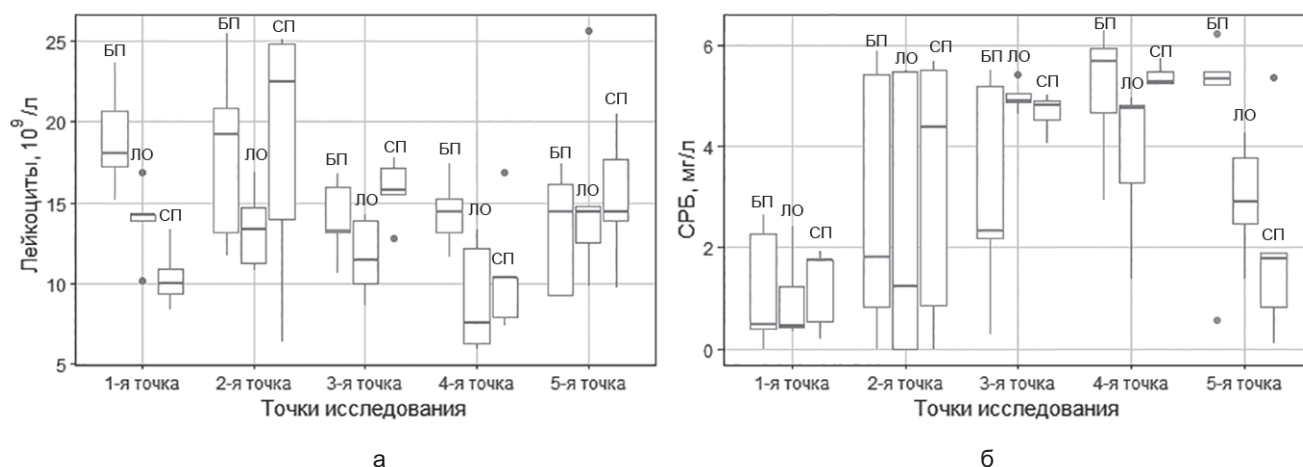 Лейкоциты, 10⁹/л
25
20
15
10
5
БП
ЛО
СП
БП
ЛО
СП
БП
ЛО
СП
БП
ЛО
СП
БП
ЛО
СП
1-я точка 2-я точка 3-я точка 4-я точка 5-я точка
Точки исследования
а
СРБ, мг/л
6
4
2
0
БП
ЛО
СП
БП
ЛО
СП
БП
ЛО
СП
БП
ЛО
СП
БП
ЛО
СП
1-я точка 2-я точка 3-я точка 4-я точка 5-я точка
Точки исследования
б